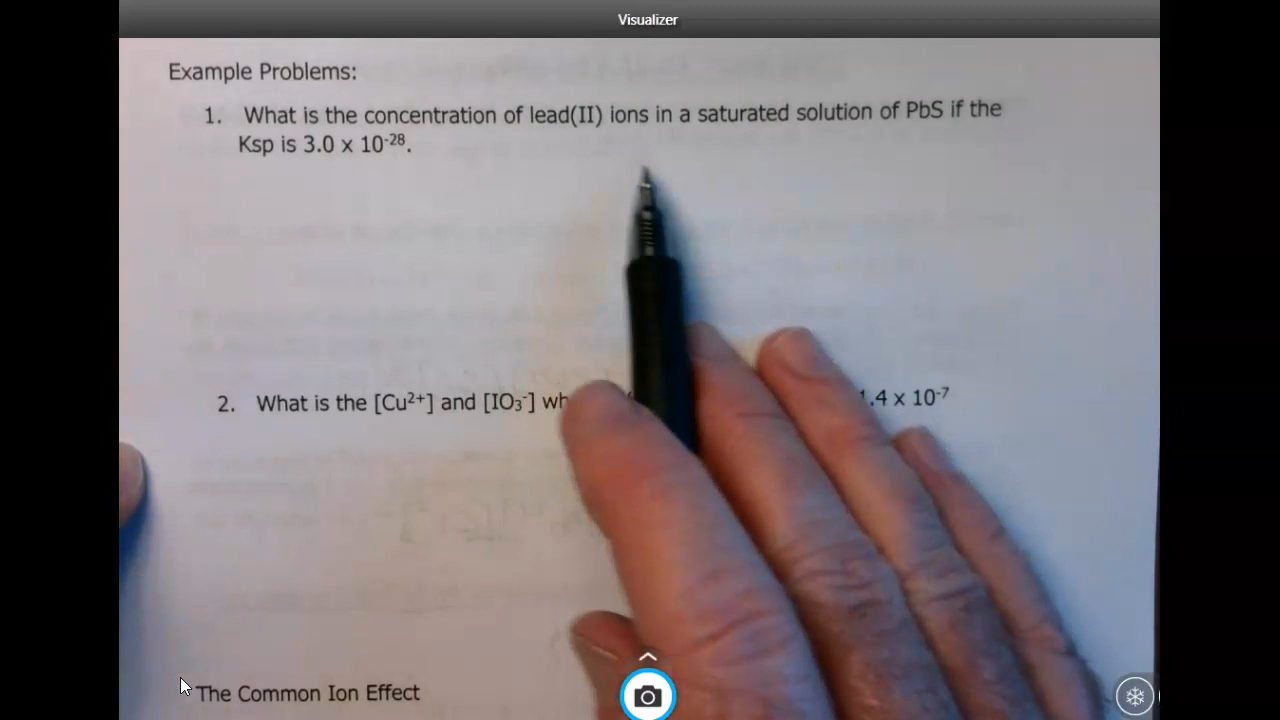 Visualizer
Example Problems:
1. What is the concentration of lead(II) ions in a saturated solution of PbS if the
Ksp is 3.0 x 10⁻²⁸.
2. What is the [Cu²⁺] and [IO₃⁻] .4 x 10⁻⁷
The Common Ion Effect